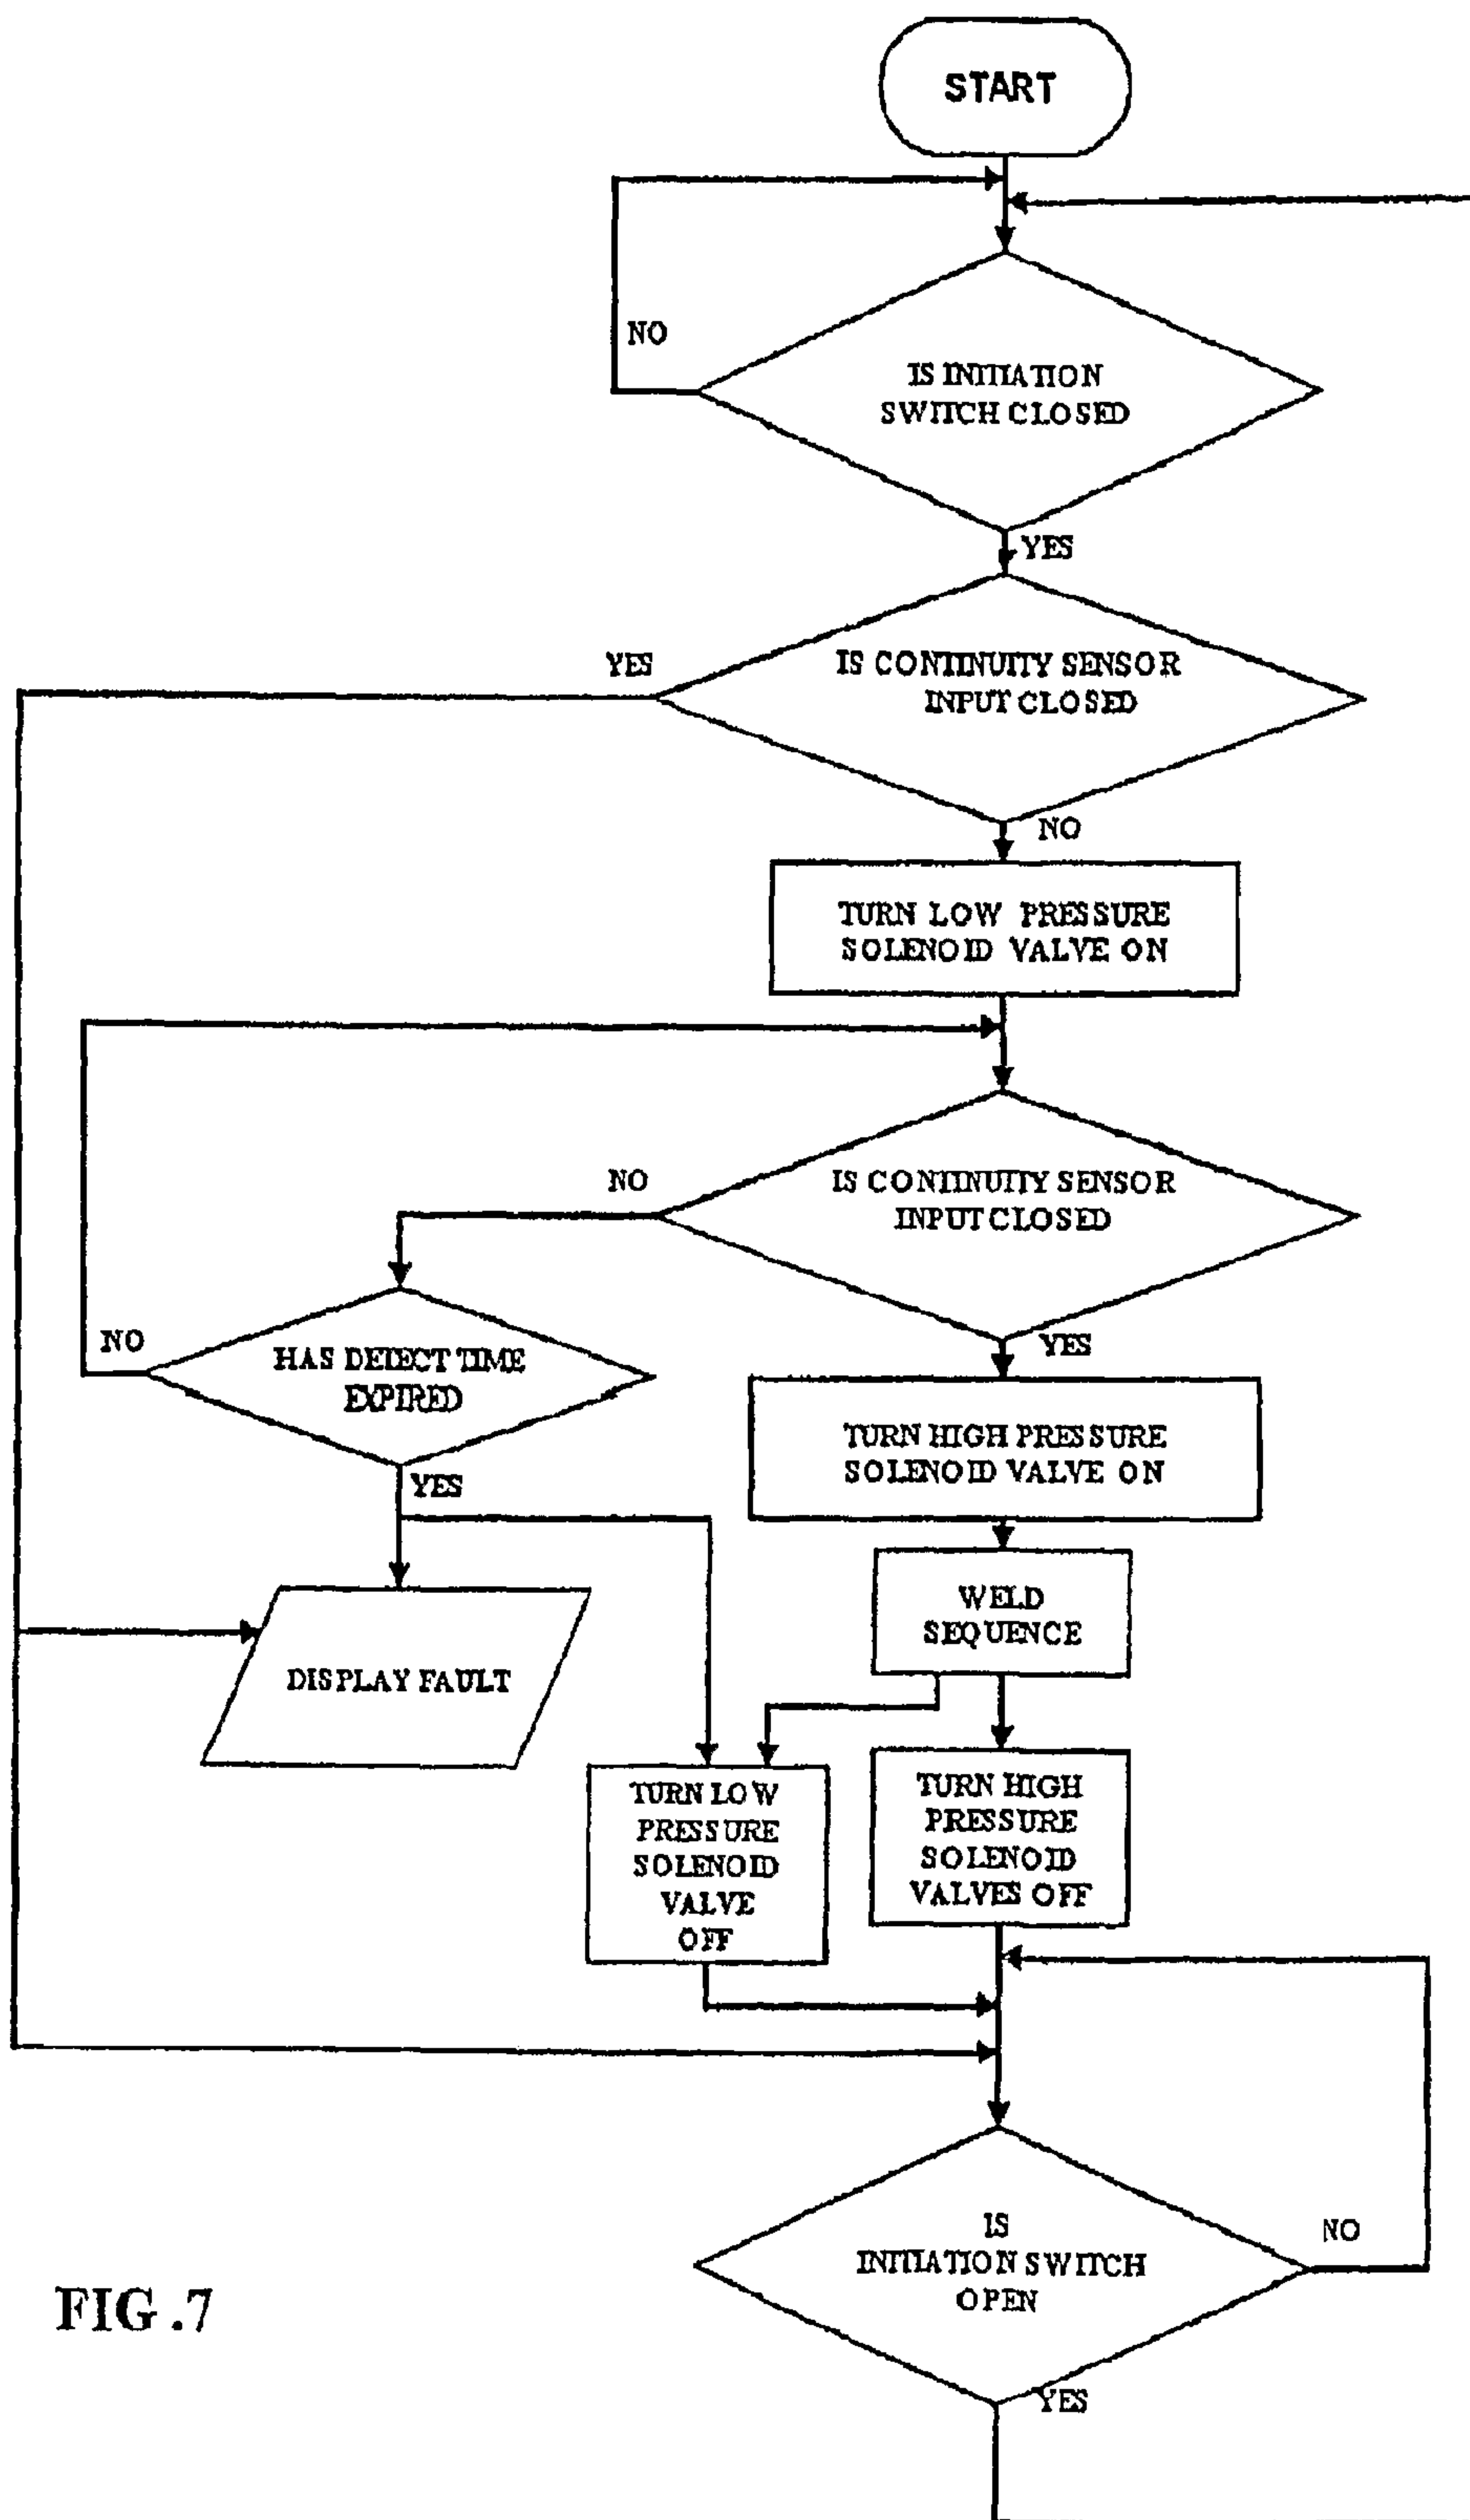 START
NO
IS INITIATION
SWITCH CLOSED
YES
YES
IS CONTINUITY SENSOR
INPUT CLOSED
NO
TURN LOW PRESSURE
SOLENOID VALVE ON
NO
IS CONTINUITY SENSOR
INPUT CLOSED
NO
HAS DETECT TIME
EXPIRED
YES
YES
TURN HIGH PRESSURE
SOLENOID VALVE ON
WELD
SEQUENCE
DISPLAY FAULT
TURN LOW
PRESSURE
SOLENOID
VALVE
OFF
TURN HIGH
PRESSURE
SOLENOID
VALVES OFF
IS
INITIATION SWITCH
OPEN
NO
YES
FIG.7